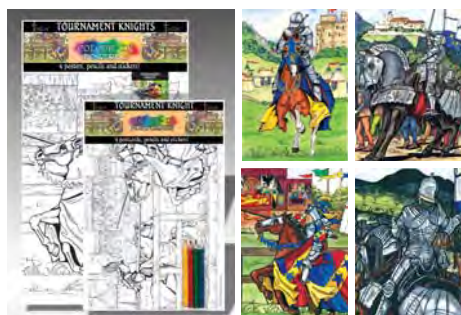 TOURNAMENT KNIGHTS
4 posters, pencils and stickers!
TOURNAMENT KNIGHT
4 postcards, pencils and stickers!